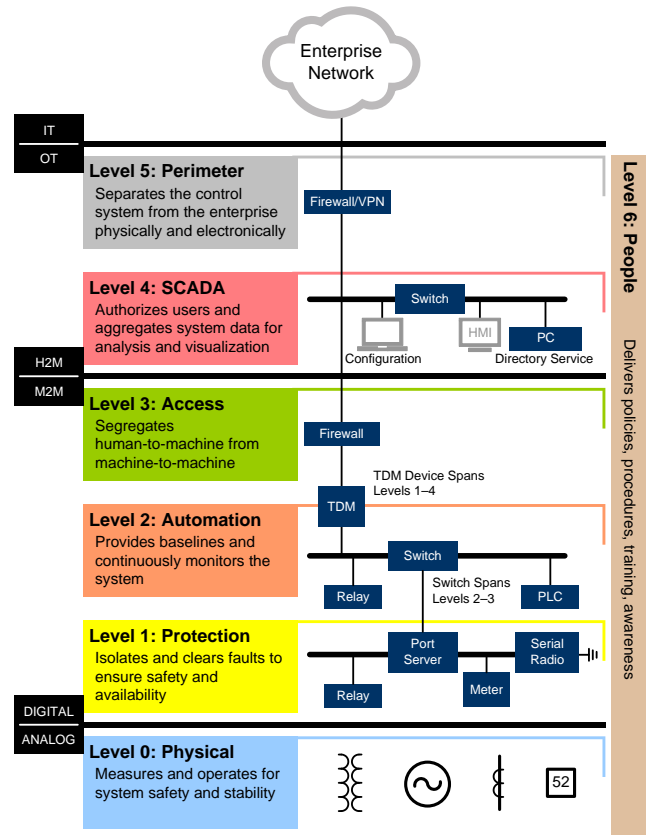 Enterprise
Network
IT
OT
Level 5: Perimeter
Separates the control
system from the enterprise
physically and electronically
Firewall/VPN
Level 4: SCADA
Authorizes users and
aggregates system data for
analysis and visualization
Switch
HMI
PC
Configuration
Directory Service
H2M
M2M
Level 3: Access
Segregates
human-to-machine from
machine-to-machine
Firewall
TDM Device Spans
Levels 1–4
TDM
Level 2: Automation
Provides baselines and
continuously monitors the
system
Switch
Switch Spans
Levels 2–3
Relay
PLC
Level 1: Protection
Isolates and clears faults to
ensure safety and
availability
Port
Server
Serial
Radio
Relay
Meter
DIGITAL
ANALOG
Level 0: Physical
Measures and operates for
system safety and stability
52
Level 6: People
Delivers policies, procedures, training, awareness